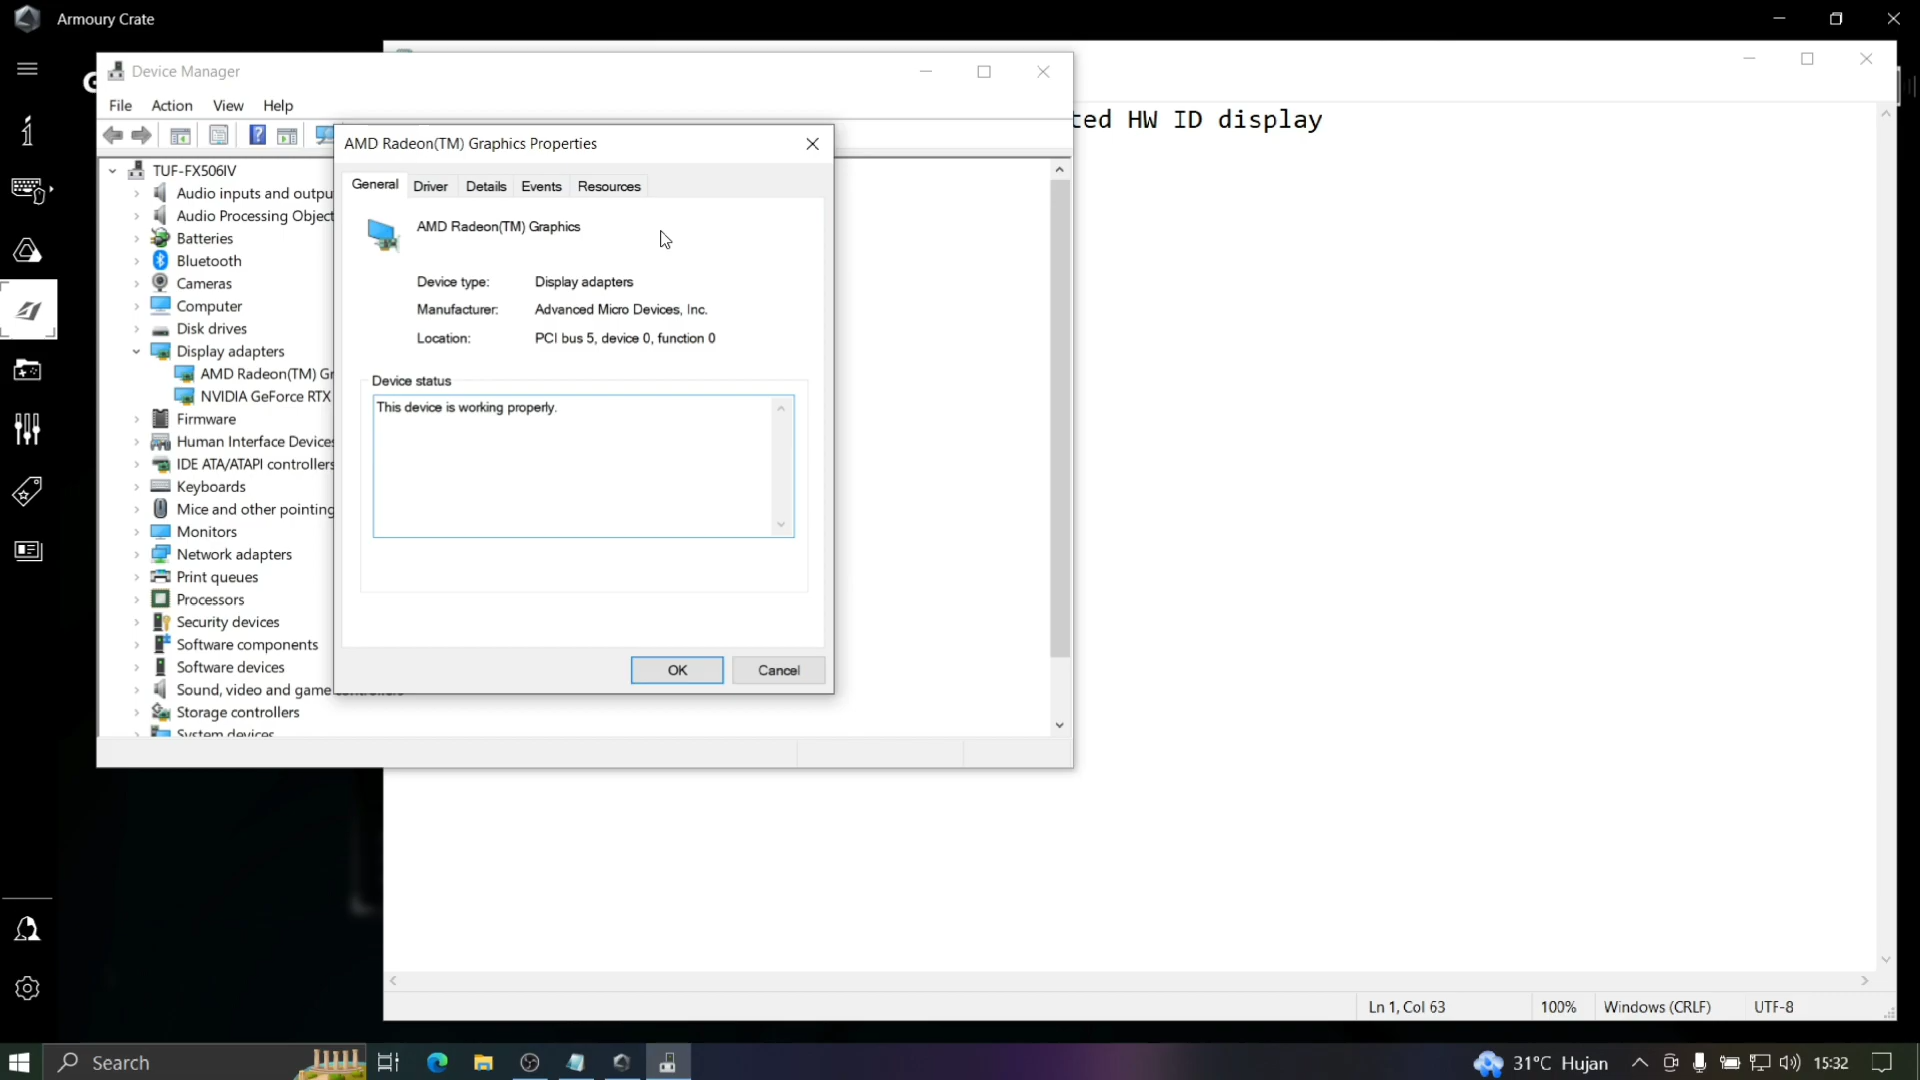 Armoury Crate
Device Manager
File Action View Help
ted HW ID display
AMD Radeon(TM) Graphics Properties
General Driver Details Events Resources
AMD Radeon(TM) Graphics
Device type: Display adapters
Manufacturer: Advanced Micro Devices, Inc.
Location: PCI bus 5, device 0, function 0
Device status
This device is working properly.
OK Cancel
TUF-FX506IV
Audio inputs and outpu
Audio Processing Object
Batteries
Bluetooth
Cameras
Computer
Disk drives
Display adapters
AMD Radeon(TM) Gr
NVIDIA GeForce RTX
Firmware
Human Interface Devices
IDE ATA/ATAPI controllers
Keyboards
Mice and other pointing
Monitors
Network adapters
Print queues
Processors
Security devices
Software components
Software devices
Sound, video and game controllers
Storage controllers
System devices
Ln 1, Col 63 100% Windows (CRLF) UTF-8
Search
31°C Hujan 15:32